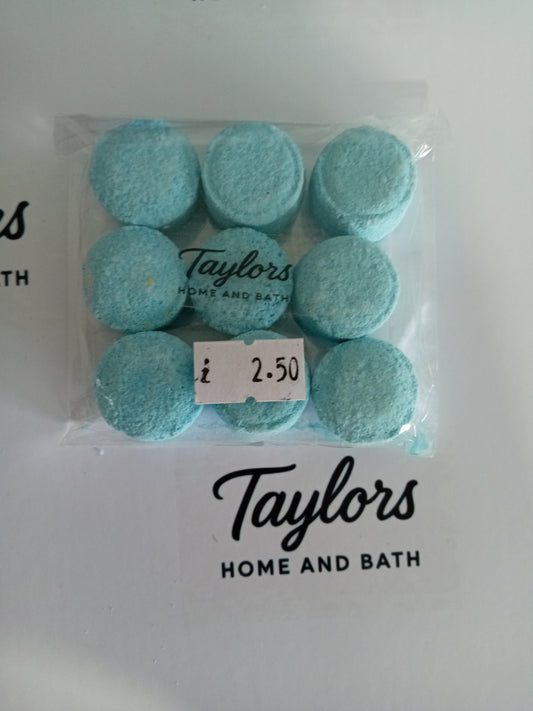 Taylors
HOME AND BATH
i 2.50
Taylors
HOME AND BATH